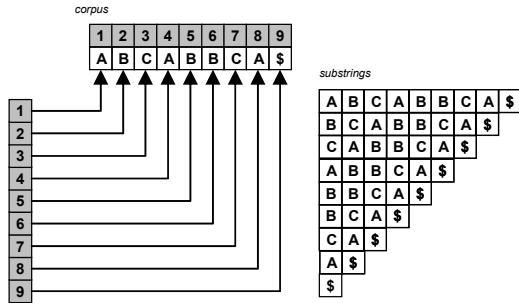 corpus
1 2 3 4 5 6 7 8 9
A B C A B B C A $
substrings
1
2
3
4
5
6
7
8
9
A B C A B B C A $
B C A B B C A $
C A B B C A $
A B B C A $
B B C A $
B C A $
C A $
A $
$